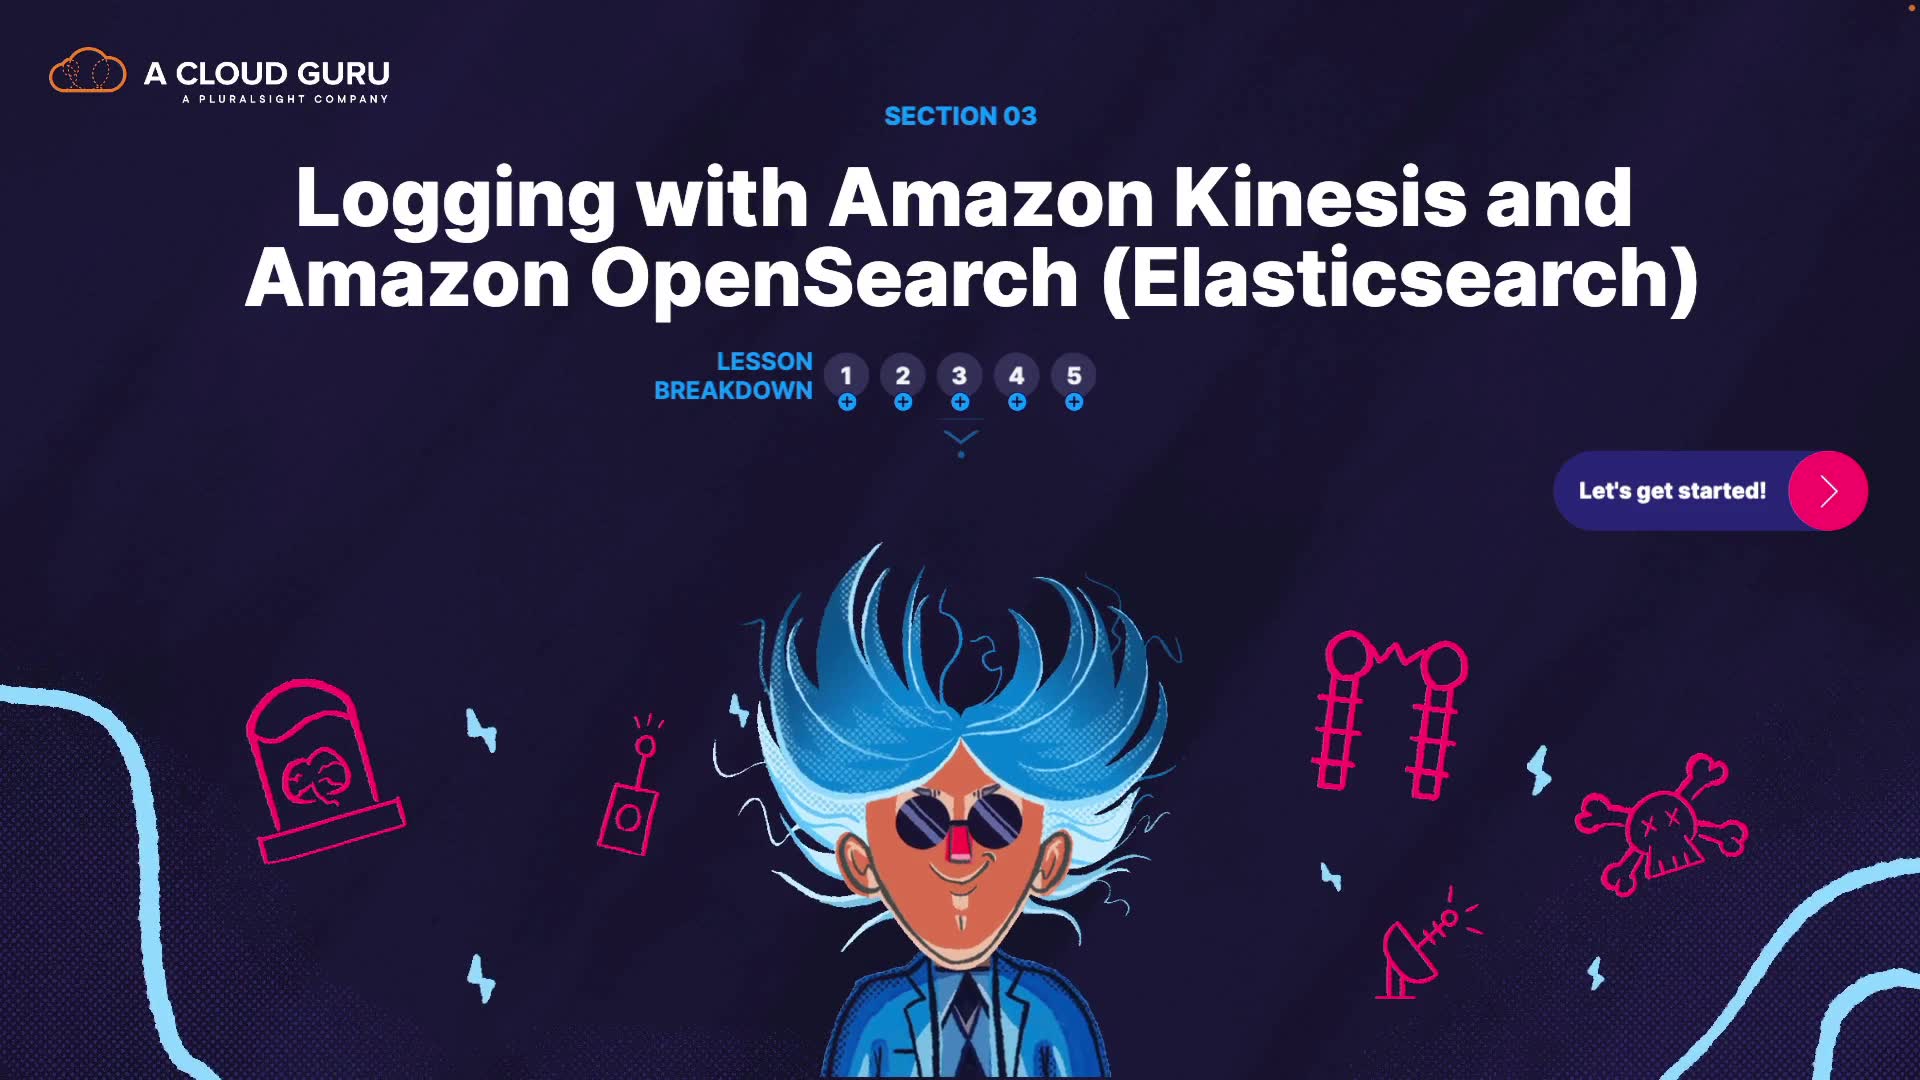 A CLOUD GURU
A PLURALSIGHT COMPANY
SECTION 03
Logging with Amazon Kinesis and
Amazon OpenSearch (Elasticsearch)
LESSON
BREAKDOWN
1 2 3 4 5
Let's get started!